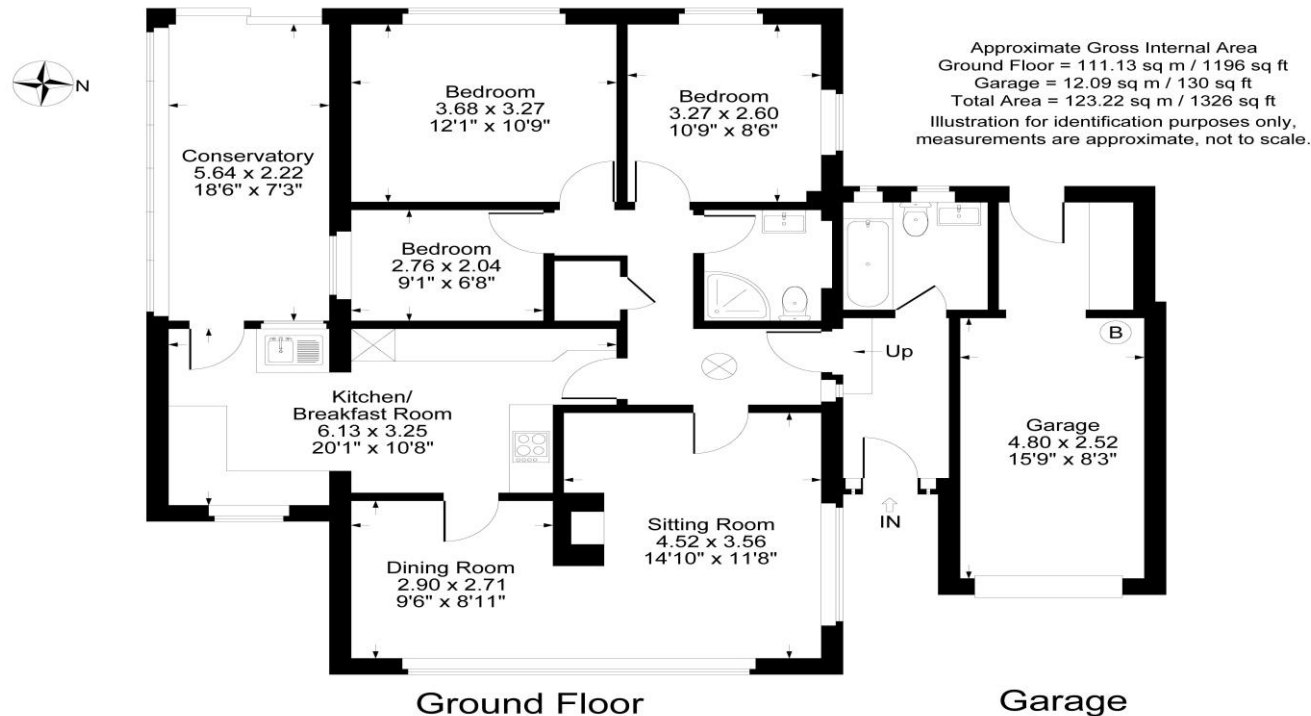 N
Approximate Gross Internal Area
Ground Floor = 111.13 sq m / 1196 sq ft
Garage = 12.09 sq m / 130 sq ft
Total Area = 123.22 sq m / 1326 sq ft
Illustration for identification purposes only,
measurements are approximate, not to scale.
Bedroom
3.68 x 3.27
12'1" x 10'9"
Bedroom
3.27 x 2.60
10'9" x 8'6"
Conservatory
5.64 x 2.22
18'6" x 7'3"
Bedroom
2.76 x 2.04
9'1" x 6'8"
B
Up
Kitchen/
Breakfast Room
6.13 x 3.25
20'1" x 10'8"
Garage
4.80 x 2.52
15'9" x 8'3"
IN
Sitting Room
4.52 x 3.56
14'10" x 11'8"
Dining Room
2.90 x 2.71
9'6" x 8'11"
Ground Floor
Garage